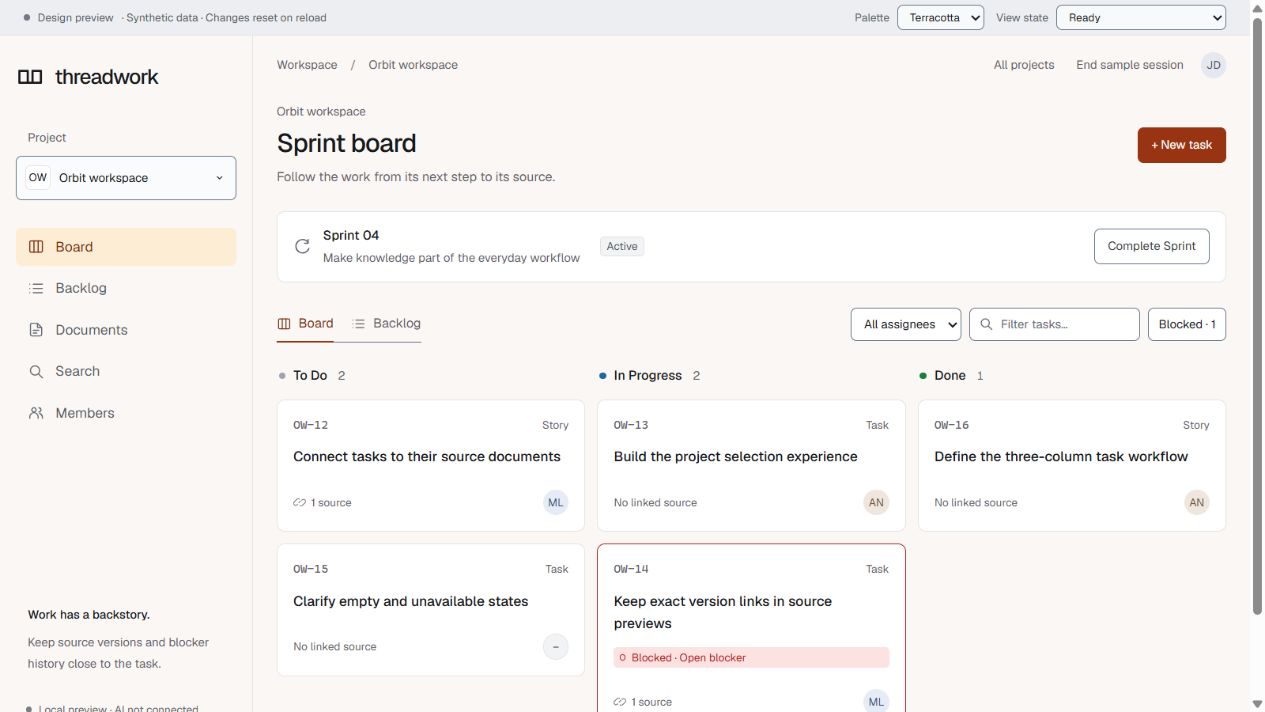 Design preview · Synthetic data · Changes reset on reload
Palette
Terracotta
View state
Ready
threadwork
Project
OW Orbit workspace
Board
Backlog
Documents
Search
Members
Work has a backstory.
Keep source versions and blocker
history close to the task.
Local preview · AI not connected
Workspace / Orbit workspace
All projects
End sample session
JD
Orbit workspace
Sprint board
Follow the work from its next step to its source.
+ New task
Sprint 04
Make knowledge part of the everyday workflow
Active
Complete Sprint
Board
Backlog
All assignees
Filter tasks…
Blocked · 1
To Do 2
OW-12 Story
Connect tasks to their source documents
1 source ML
OW-15 Task
Clarify empty and unavailable states
No linked source –
In Progress 2
OW-13 Task
Build the project selection experience
No linked source AN
OW-14 Task
Keep exact version links in source
previews
Blocked · Open blocker
1 source ML
Done 1
OW-16 Story
Define the three-column task workflow
No linked source AN